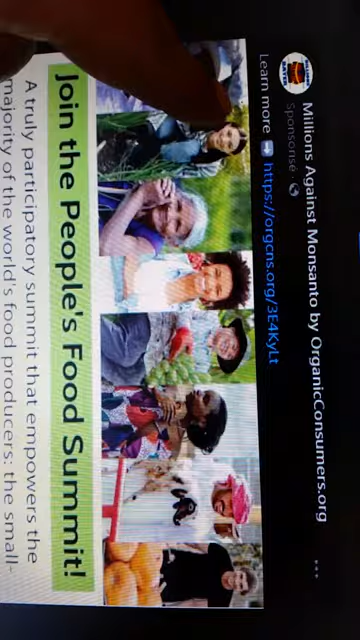 Millions Against Monsanto by OrganicConsumers.org
Sponsorisé ·
Learn more ➡ https://orgcns.org/3E4KyLt
Join the People's Food Summit!
A truly participatory summit that empowers the
majority of the world's food producers: the small-